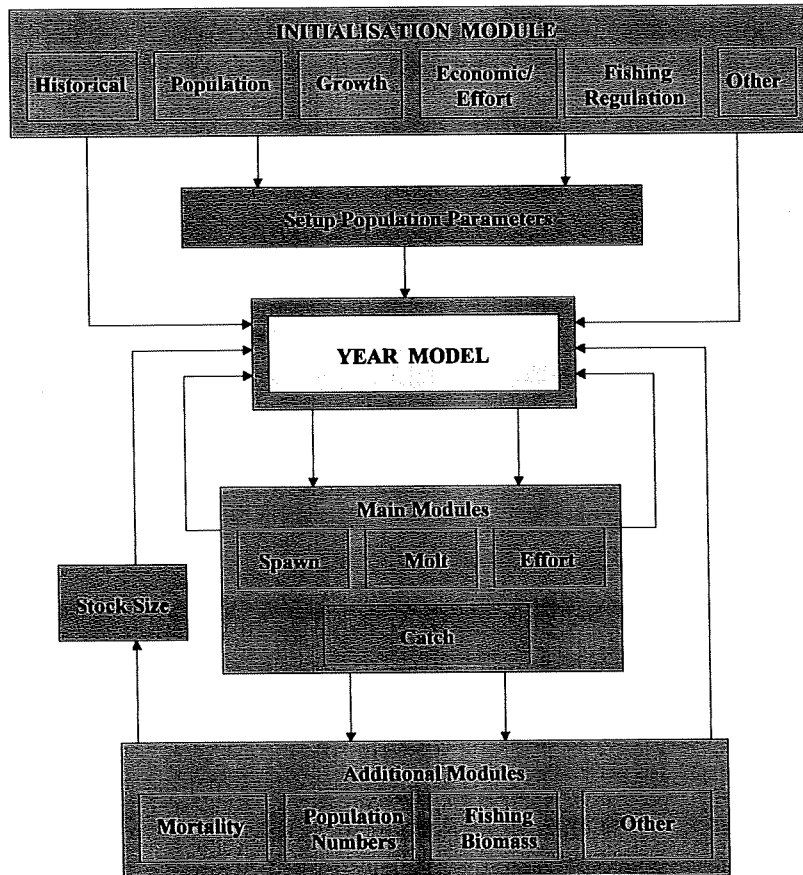 INITIALISATION MODULE
Historical
Population
Growth
Economic/
Effort
Fishing
Regulation
Other
Setup Population Parameters
YEAR MODEL
Main Modules
Spawn
Molt
Effort
Catch
Stock Size
Additional Modules
Mortality
Population
Numbers
Fishing
Biomass
Other